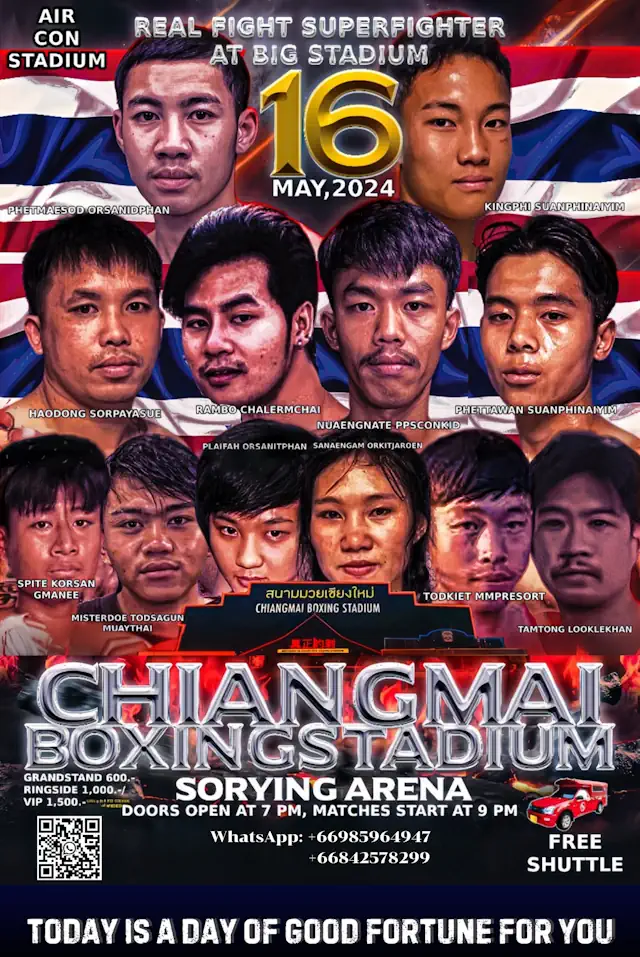 AIR
CON
STADIUM
REAL FIGHT SUPERFIGHTER
AT BIG STADIUM
16
MAY,2024
PHETMAESOD ORSANIDPHAN
KINGPHI SUANPHINAIYIM
HAODONG SORPAYASUE
RAMBO CHALERMCHAI
NUAENGNATE PPSCONKID
PHETTAWAN SUANPHINAIYIM
PLAIFAH ORSANITPHAN
SANAENGAM ORKITJAROEN
SPITE KORSAN
GMANEE
MISTERDOE TODSAGUN
MUAYTHAI
TODKIET MMPRESORT
TAMTONG LOOKLEKHAN
สนามมวยเชียงใหม่
CHIANGMAI BOXING STADIUM
CHIANGMAI
BOXINGSTADIUM
GRANDSTAND 600.-
RINGSIDE 1,000.-/
VIP 1,500.-
SORYING ARENA
DOORS OPEN AT 7 PM, MATCHES START AT 9 PM
WhatsApp: +66985964947
+66842578299
FREE
SHUTTLE
TODAY IS A DAY OF GOOD FORTUNE FOR YOU